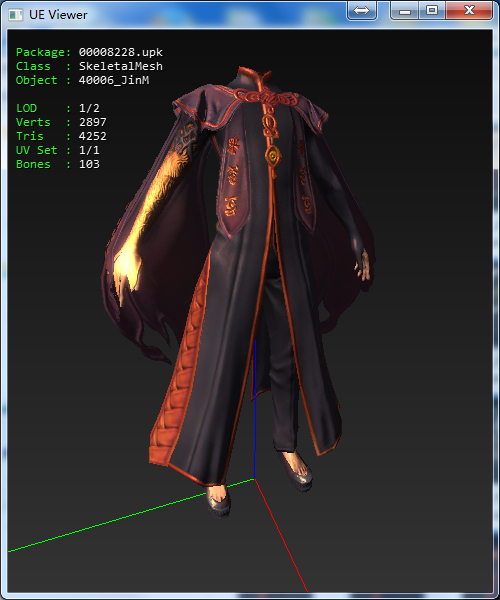 UE Viewer
Package: 00008228.upk
Class : SkeletalMesh
Object : 40006_JinM
LOD : 1/2
Verts : 2897
Tris : 4252
UV Set : 1/1
Bones : 103